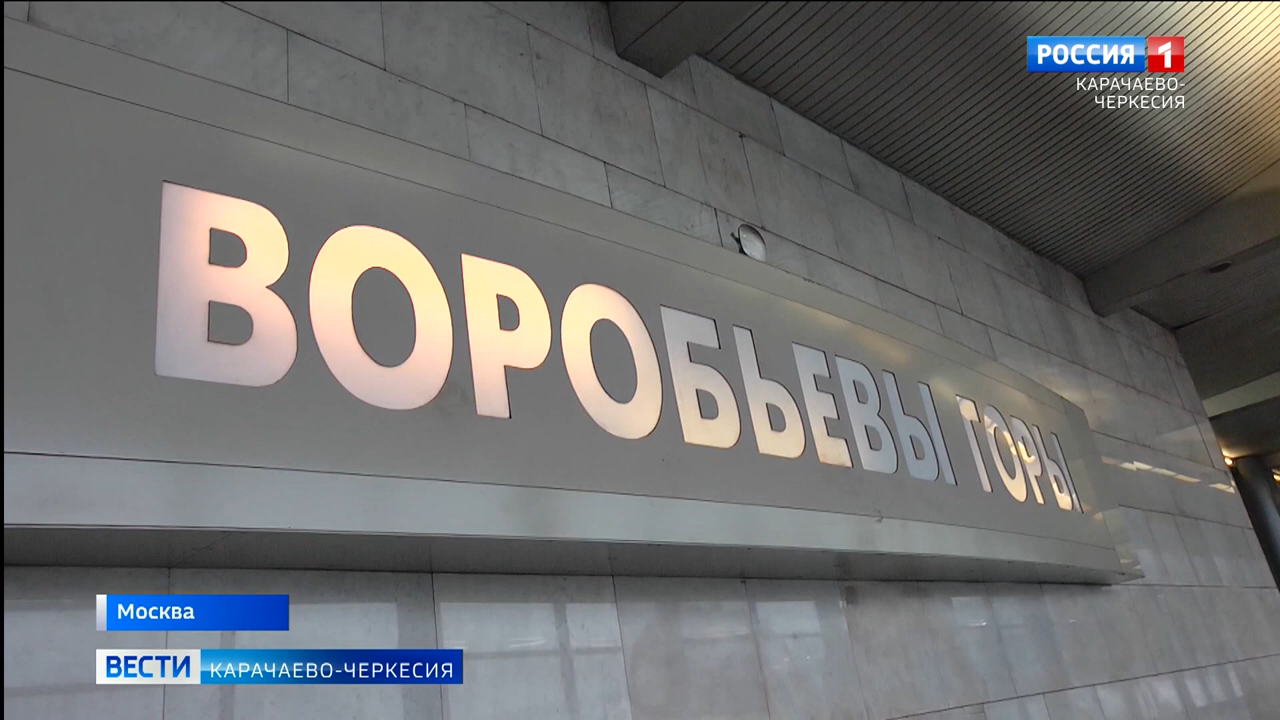 РОССИЯ 1
КАРАЧАЕВО-
ЧЕРКЕСИЯ
ВОРОБЬЕВЫ ГОРЫ
Москва
ВЕСТИ КАРАЧАЕВО-ЧЕРКЕСИЯ